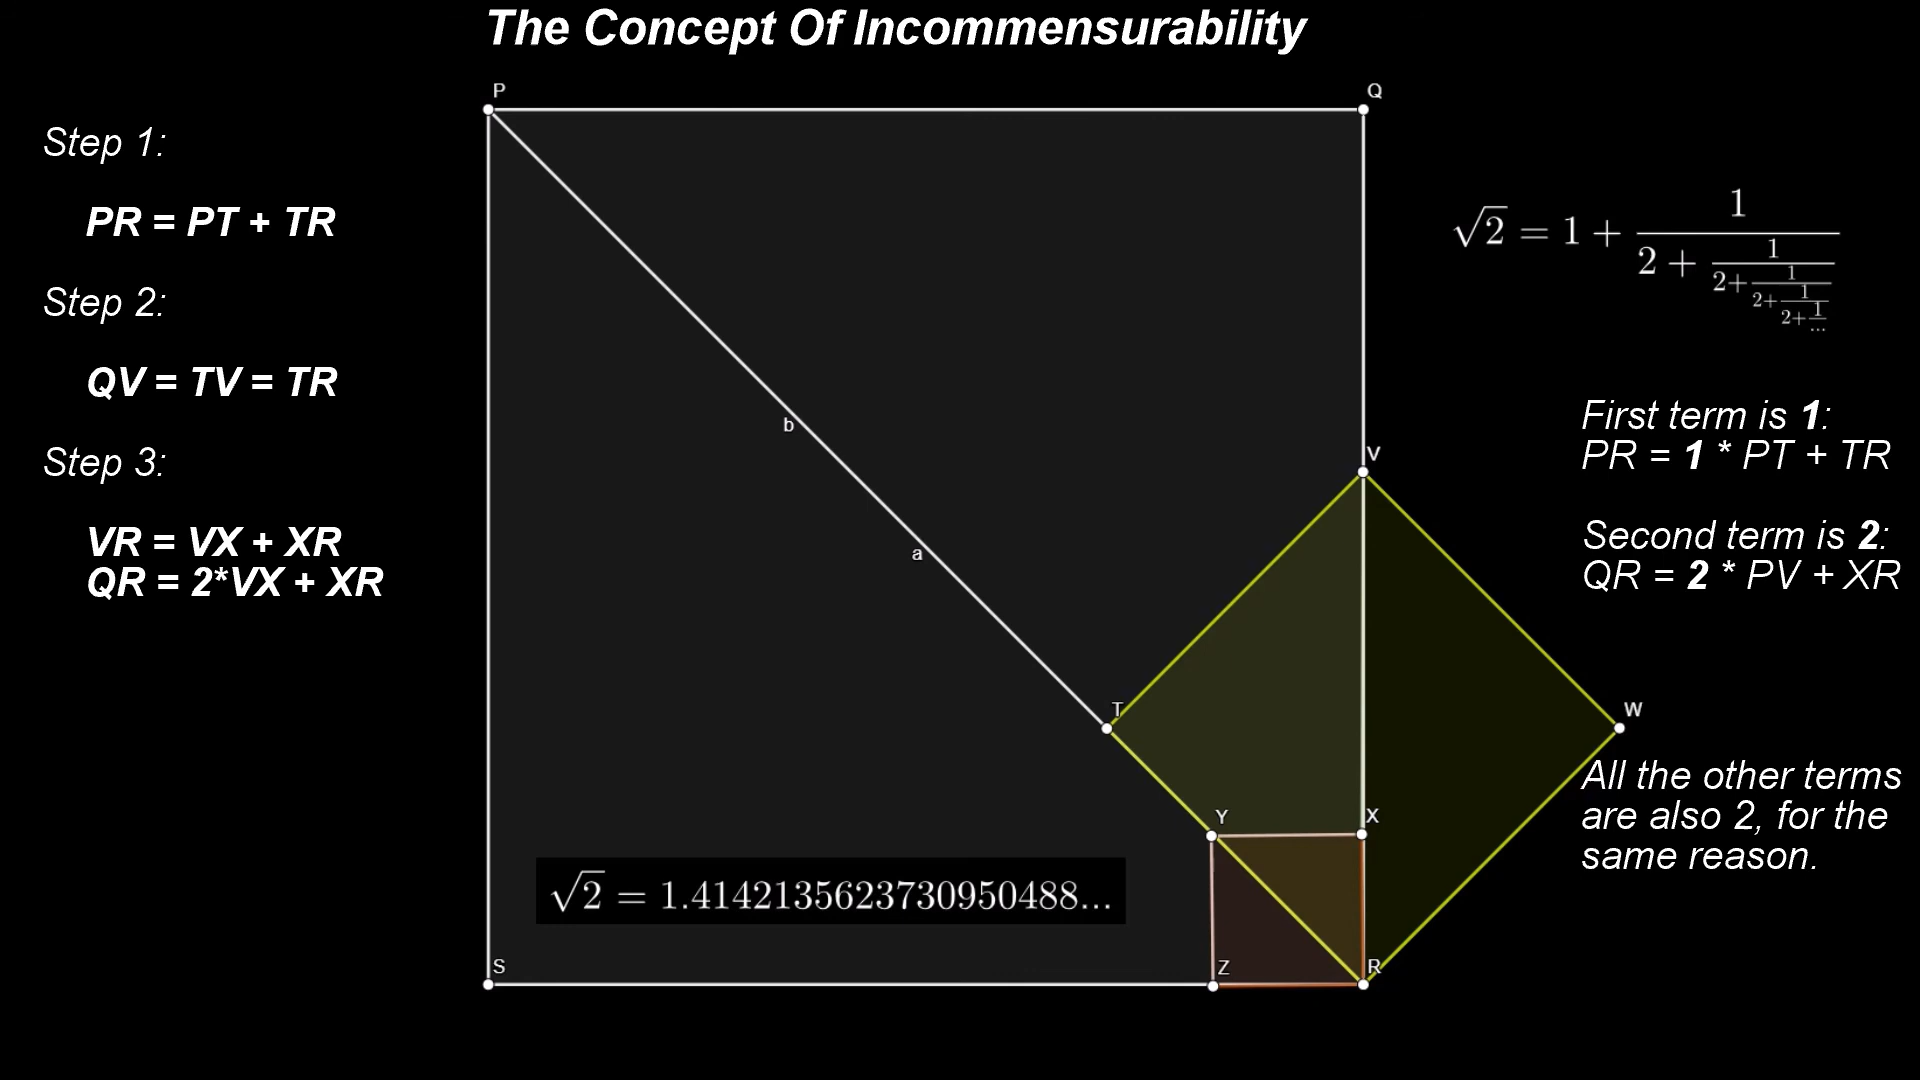 The Concept Of Incommensurability
Step 1:
PR = PT + TR
Step 2:
QV = TV = TR
Step 3:
VR = VX + XR
QR = 2*VX + XR
P
Q
b
a
V
T
W
Y
X
S
Z
R
√2 = 1.4142135623730950488...
√2 = 1 + 1/(2 + 1/(2+1/(2+1/(2+1/...))))
First term is 1:
PR = 1 * PT + TR
Second term is 2:
QR = 2 * PV + XR
All the other terms
are also 2, for the
same reason.